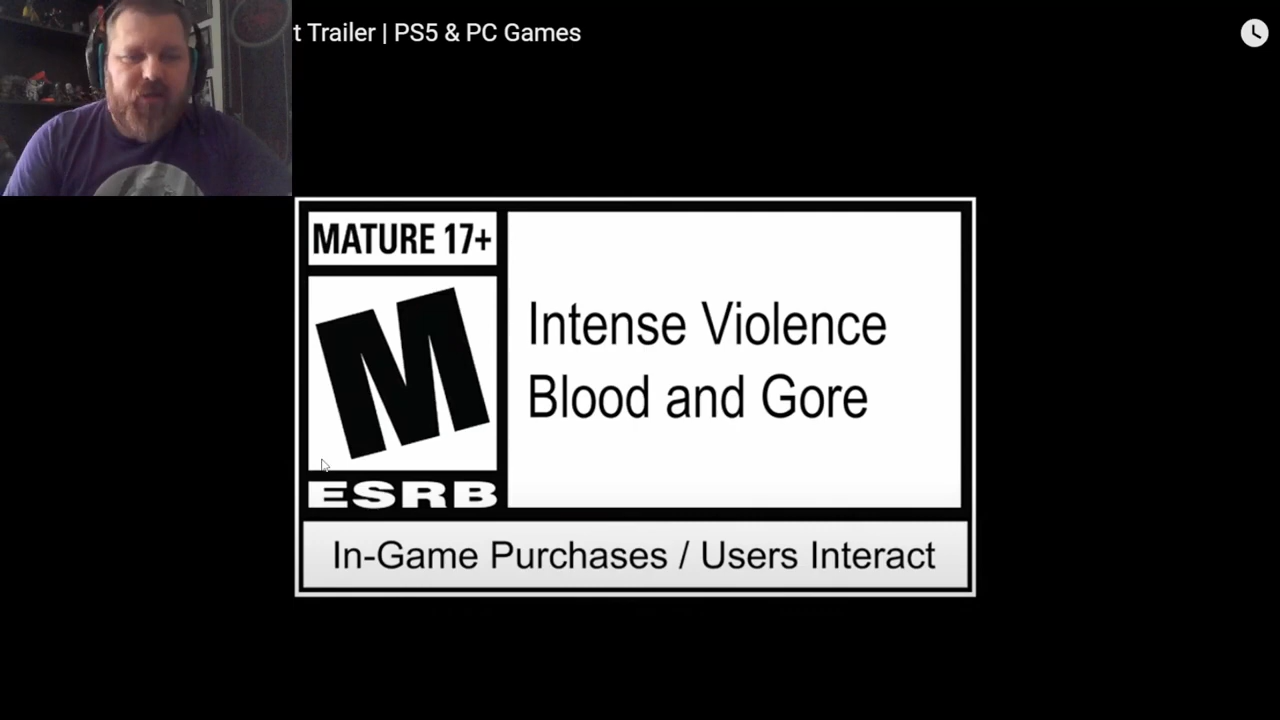 t Trailer | PS5 & PC Games
MATURE 17+
M
ESRB
Intense Violence
Blood and Gore
In-Game Purchases / Users Interact